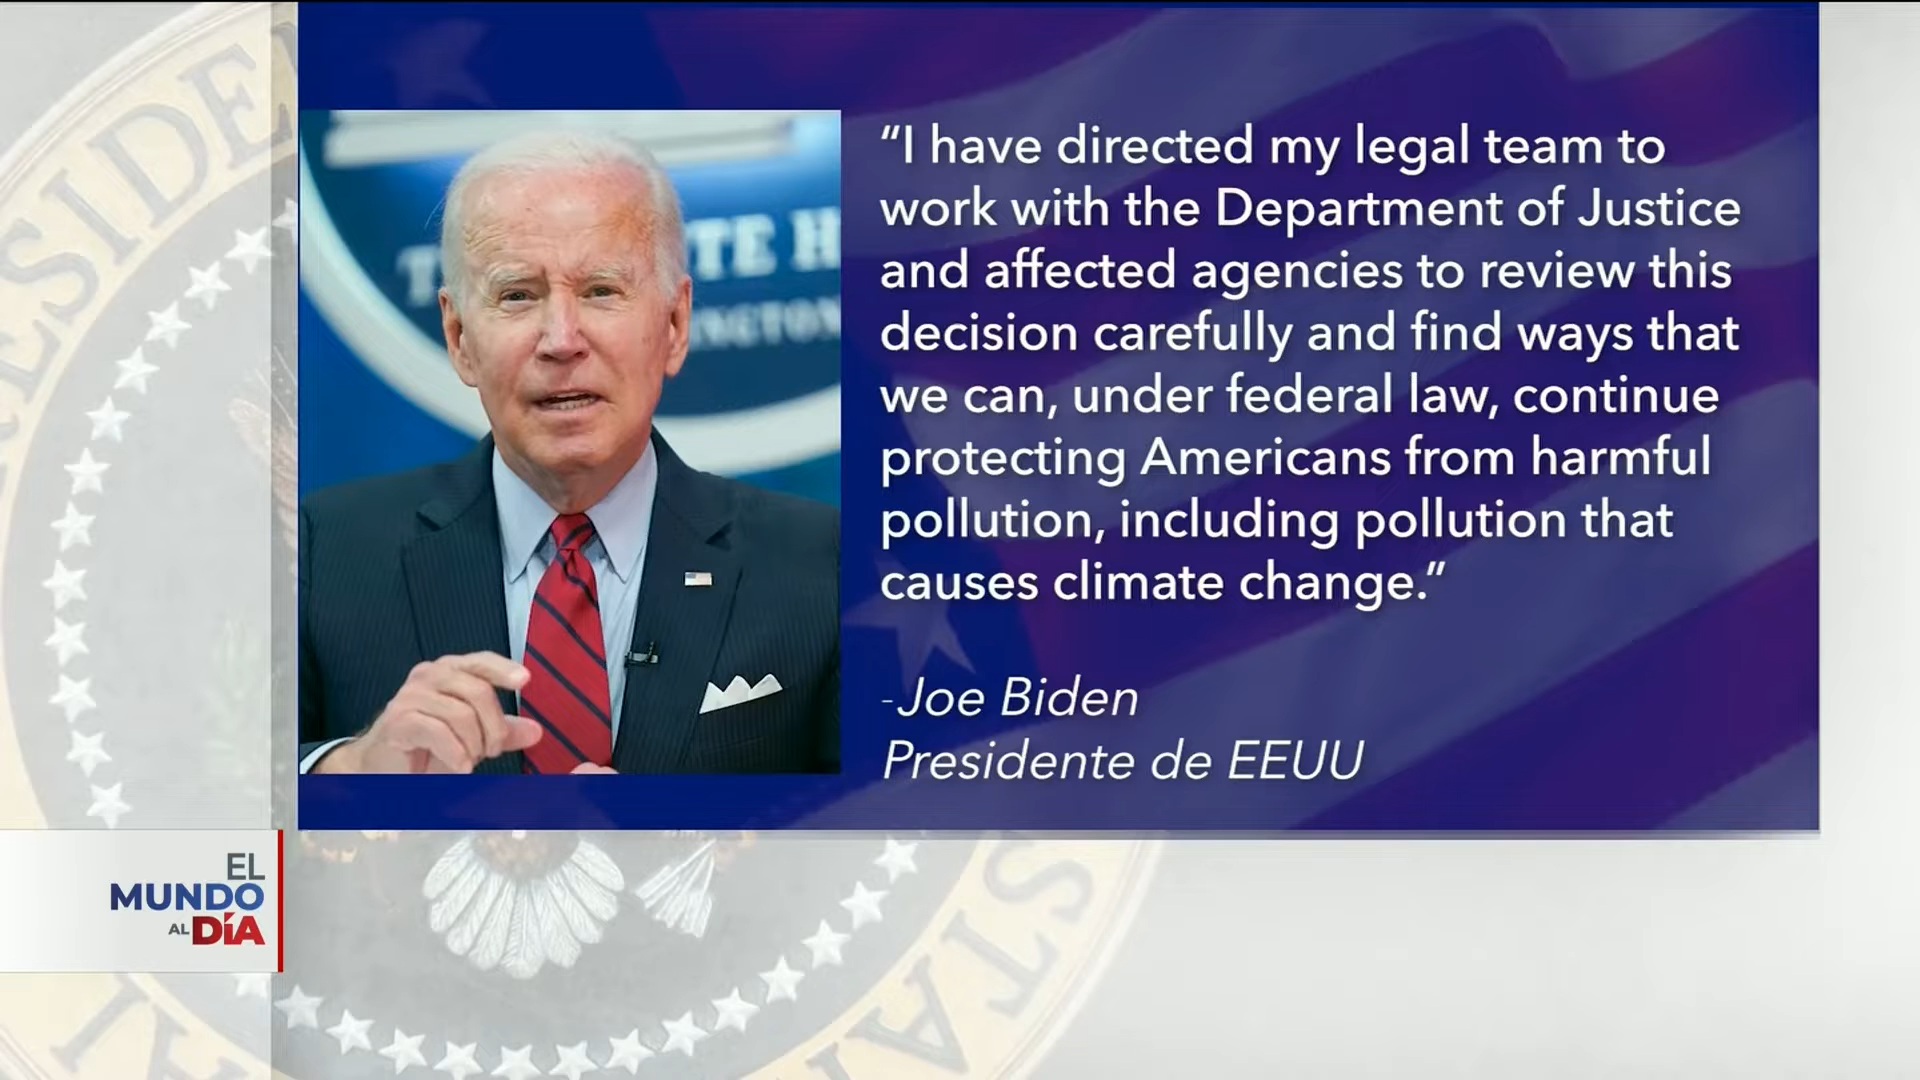 “I have directed my legal team to
work with the Department of Justice
and affected agencies to review this
decision carefully and find ways that
we can, under federal law, continue
protecting Americans from harmful
pollution, including pollution that
causes climate change.”
-Joe Biden
Presidente de EEUU
EL
MUNDO
AL DÍA